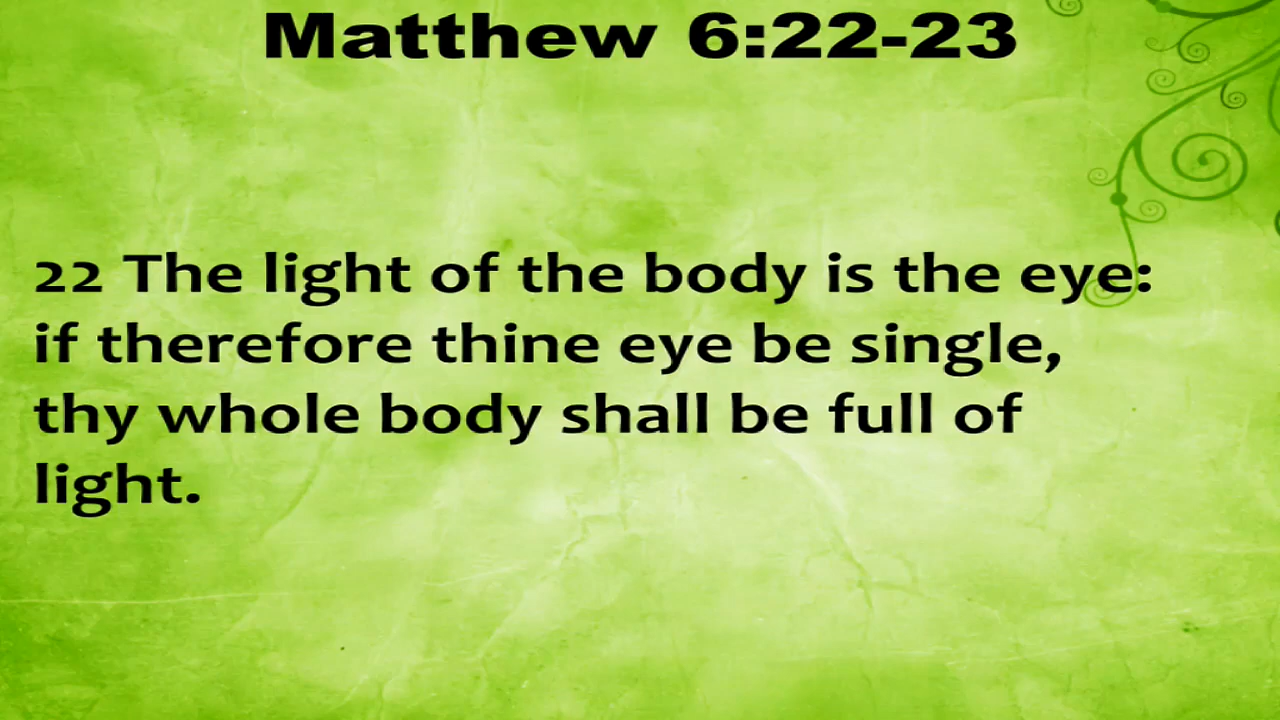 Matthew 6:22-23
22 The light of the body is the eye:
if therefore thine eye be single,
thy whole body shall be full of
light.